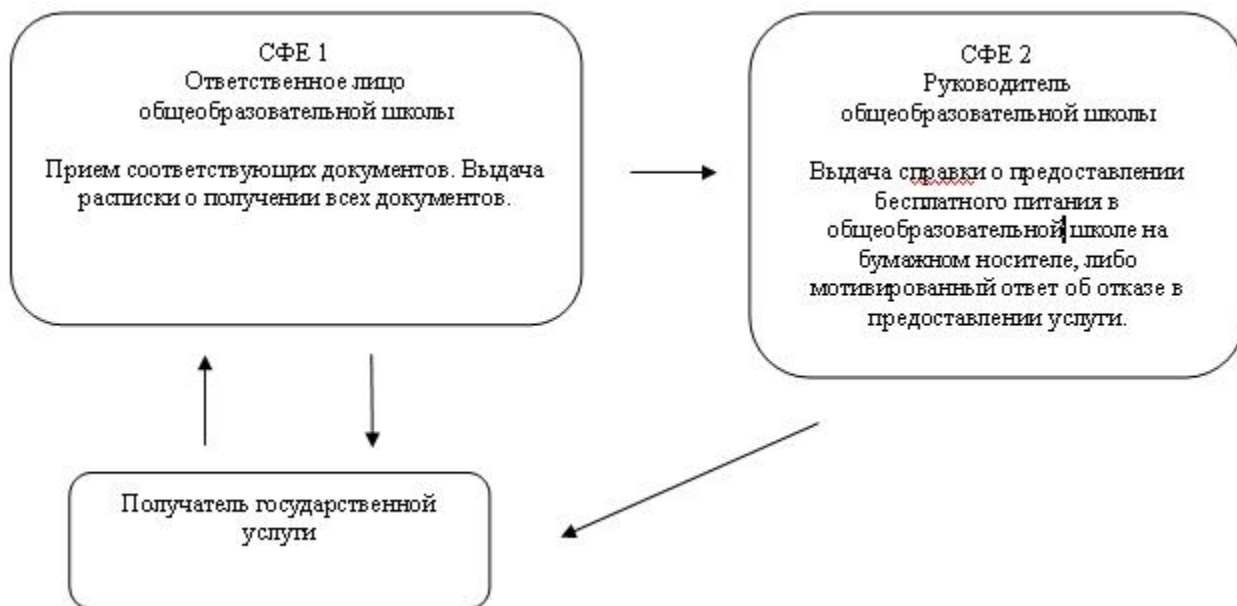 СФЕ 1
Ответственное лицо
общеобразовательной школы
Прием соответствующих документов. Выдача
расписки о получении всех документов.
СФЕ 2
Руководитель
общеобразовательной школы
Выдача справки о предоставлении
бесплатного питания в
общеобразовательной школе на
бумажном носителе, либо
мотивированный ответ об отказе в
предоставлении услуги.
Получатель государственной
услуги